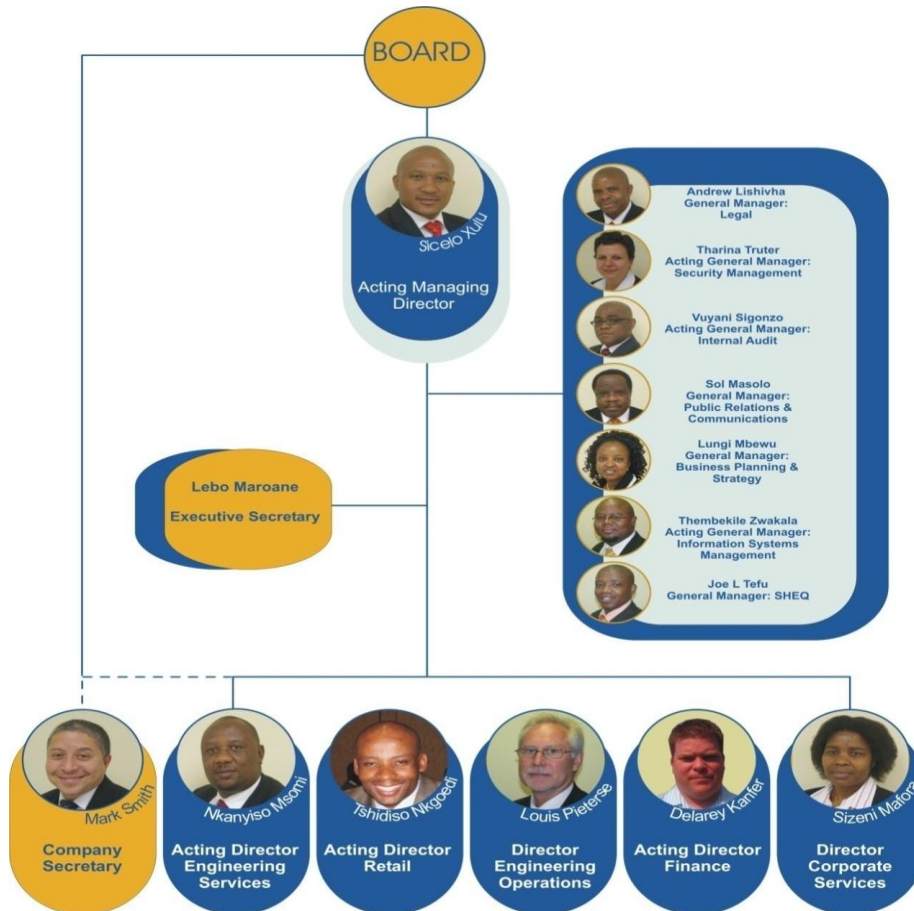 BOARD
Sicelo Xulu
Acting Managing
Director
Andrew Lishivha
General Manager:
Legal
Tharina Truter
Acting General Manager:
Security Management
Vuyani Sigonzo
Acting General Manager:
Internal Audit
Sol Masolo
General Manager:
Public Relations &
Communications
Lungi Mbewu
General Manager:
Business Planning &
Strategy
Thembekile Zwakala
Acting General Manager:
Information Systems
Management
Joe L Tefu
General Manager: SHEQ
Lebo Maroane
Executive Secretary
Mark Smith
Company
Secretary
Nkanyiso Msomi
Acting Director
Engineering
Services
Tshidiso Nkgoedi
Acting Director
Retail
Louis Pieterse
Director
Engineering
Operations
Delarey Kanfer
Acting Director
Finance
Sizeni Mafora
Director
Corporate
Services